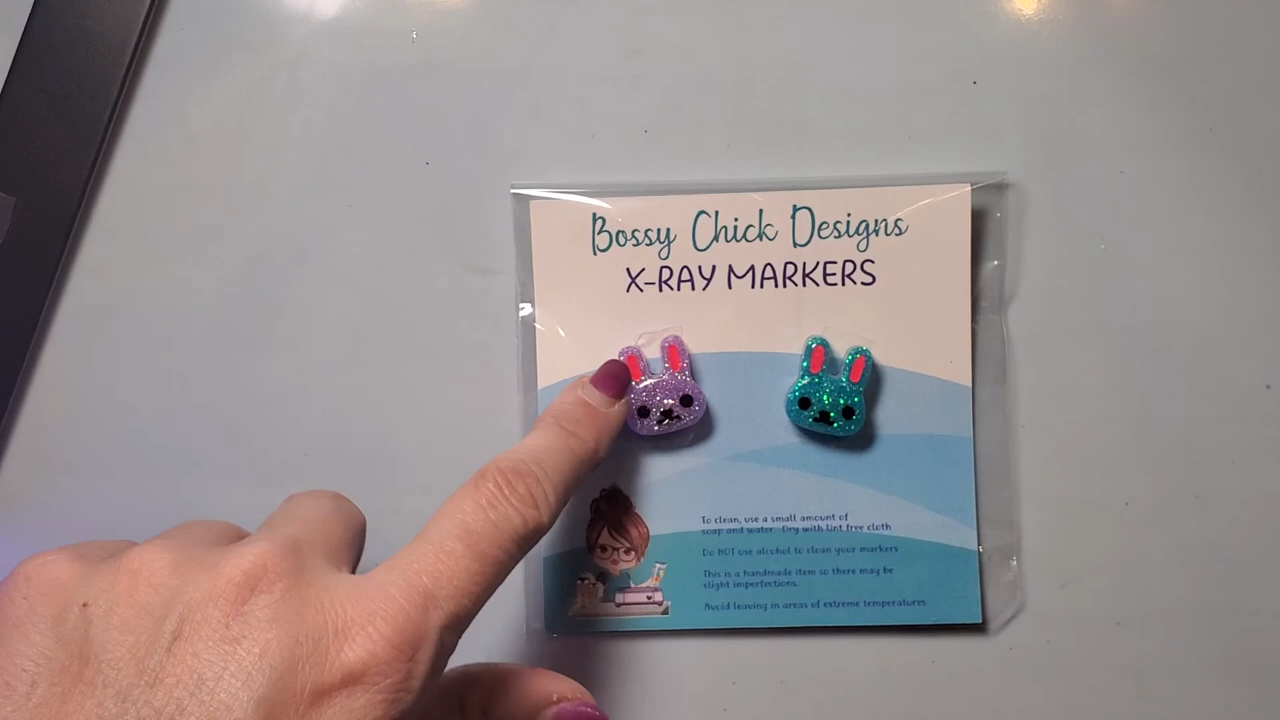 Bossy Chick Designs
X-RAY MARKERS
To clean, use a small amount of
soap and water. Dry with lint free cloth
Do NOT use alcohol to clean your markers
This is a handmade item so there may be
slight imperfections.
Avoid leaving in areas of extreme temperatures